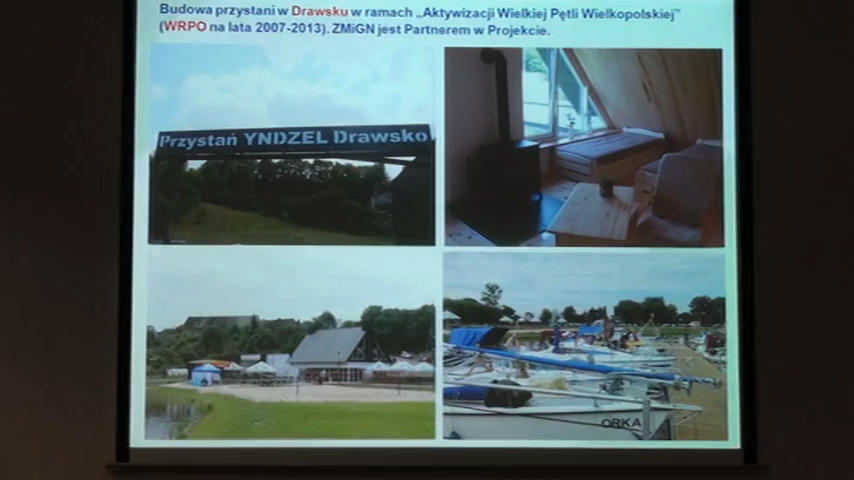 Budowa przystani w Drawsku w ramach „Aktywizacji Wielkiej Pętli Wielkopolskiej”
(WRPO na lata 2007-2013). ZMiGN jest Partnerem w Projekcie.
Przystań YNDZEL Drawsko
ORKA